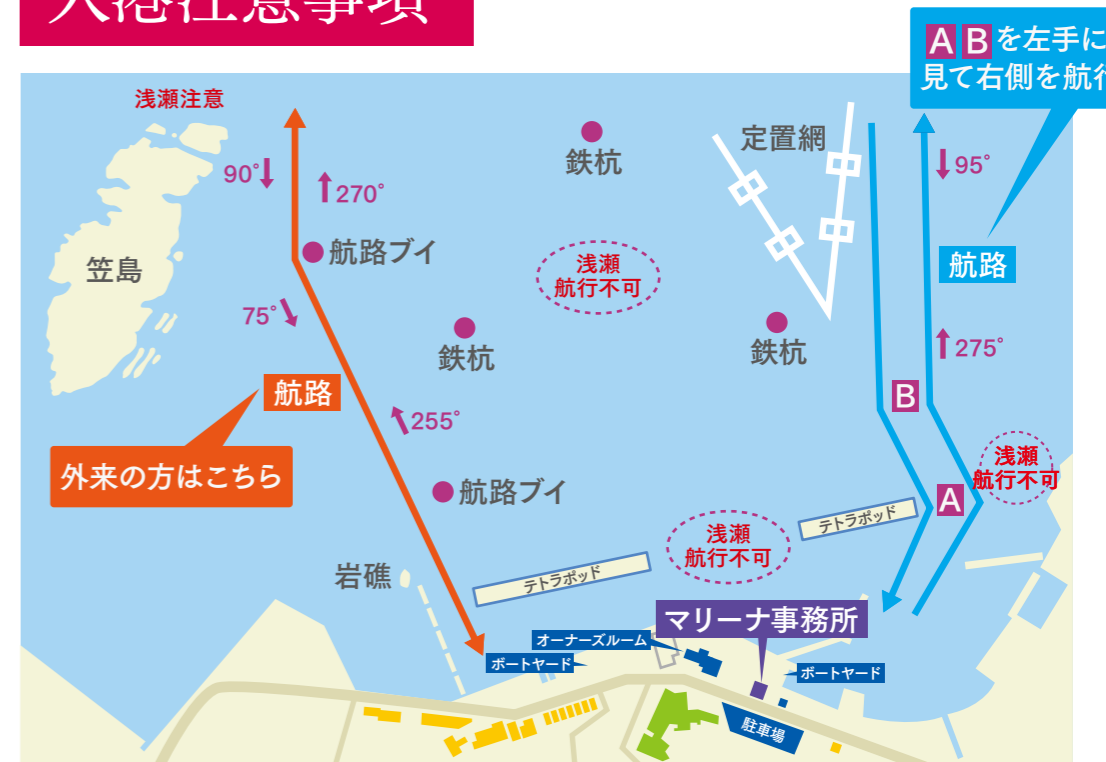 入港注意事項
A Bを左手に
見て右側を航行
浅瀬注意
鉄杭
定置網
90°
270°
95°
航路ブイ
笠島
浅瀬
航行不可
航路
75°
鉄杭
鉄杭
275°
航路
255°
B
外来の方はこちら
浅瀬
航行不可
航路ブイ
A
テトラポッド
浅瀬
航行不可
岩礁
テトラポッド
マリーナ事務所
オーナーズルーム
ボートヤード
ボートヤード
駐車場